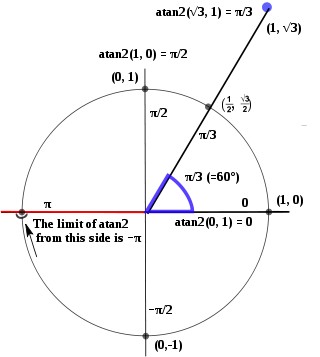 atan2(√3, 1) = π/3
(1, √3)
atan2(1, 0) = π/2
(0, 1)
(1/2, √3/2)
π/2
π/3
π/3 (=60°)
π
0
(1, 0)
The limit of atan2
from this side is −π
atan2(0, 1) = 0
−π/2
(0,-1)